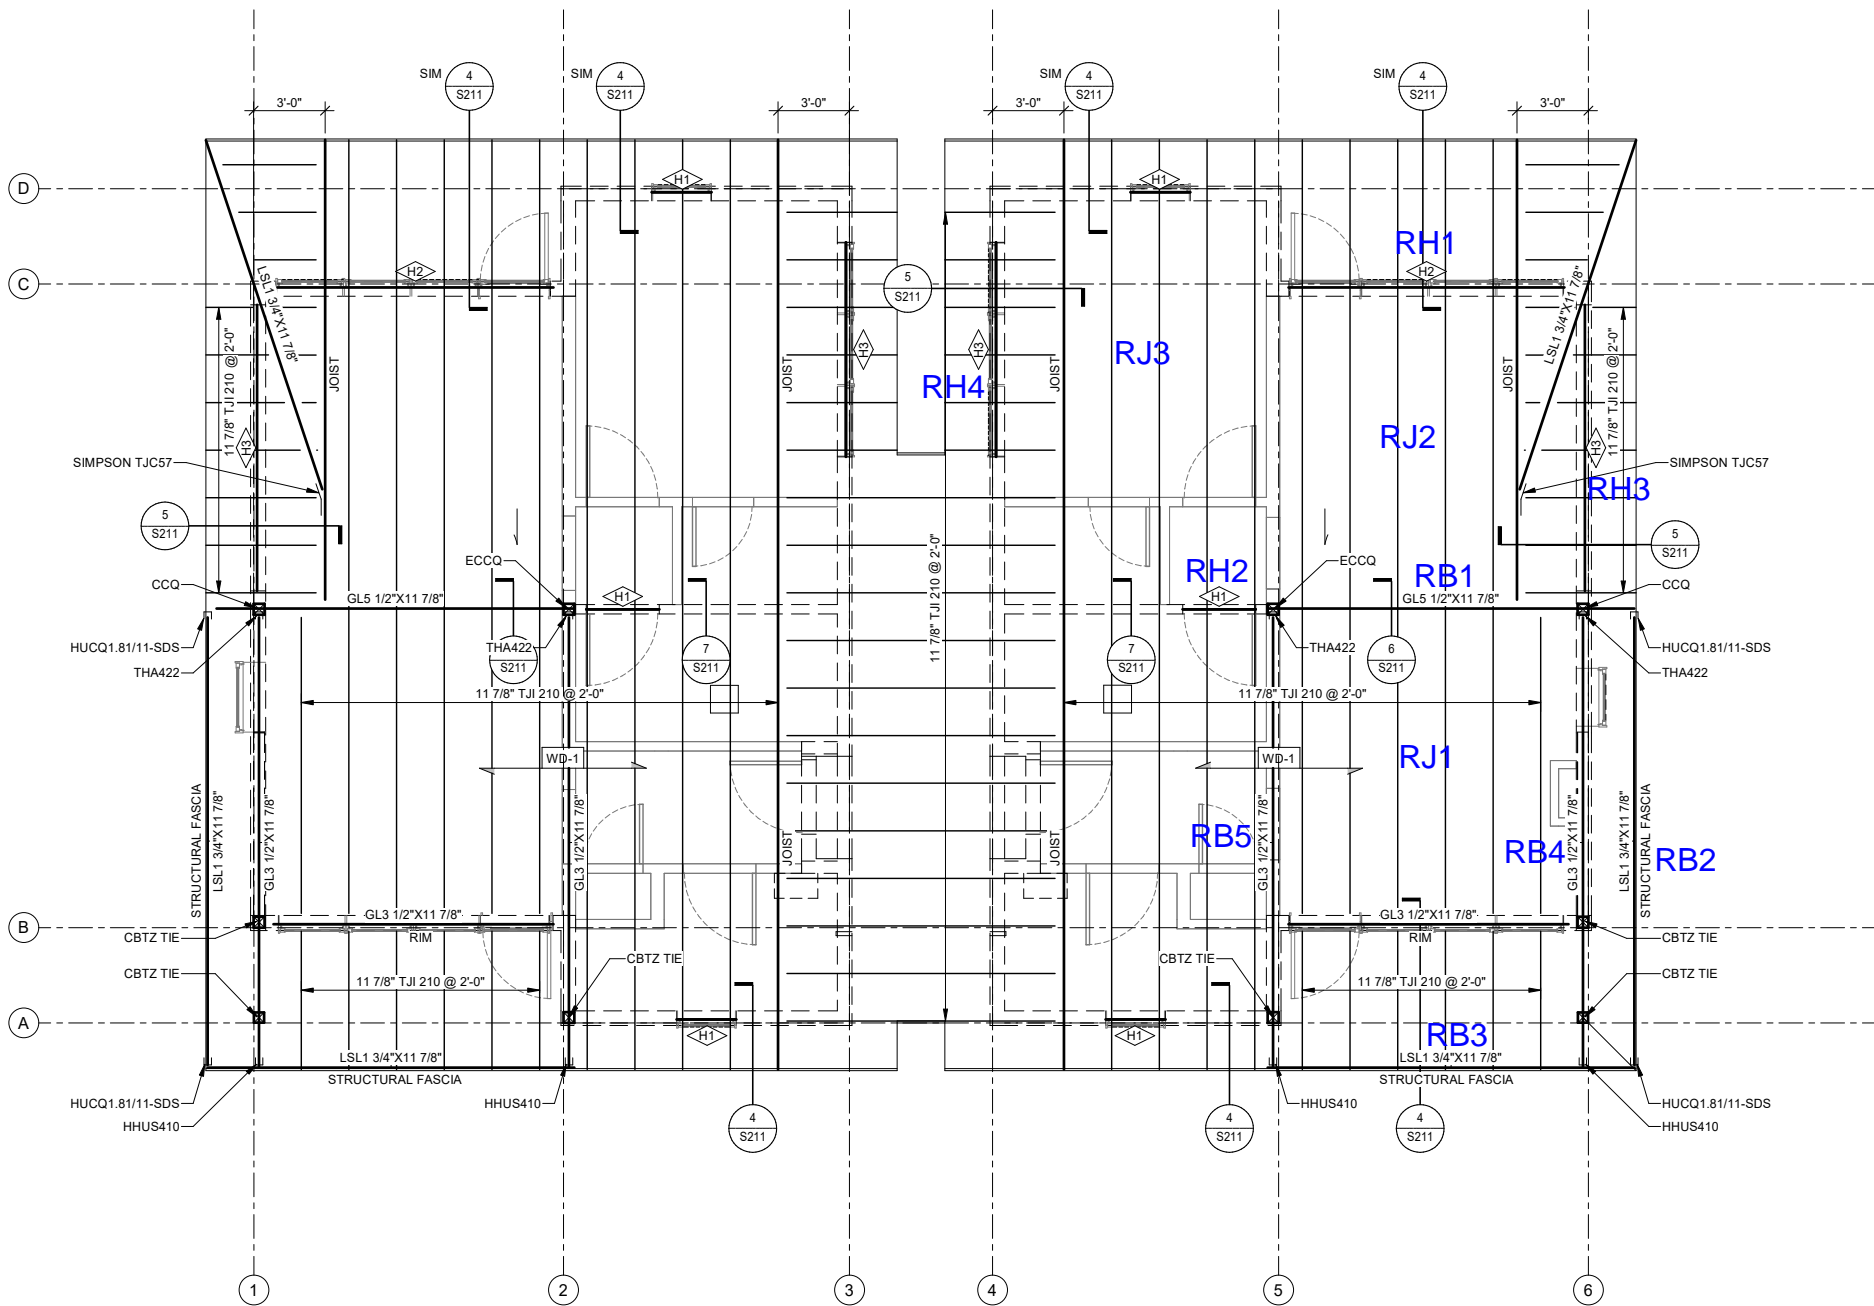 SIM 4 SIM 4 SIM 4 SIM 4
S211 S211 S211 S211
3'-0" 3'-0" 3'-0" 3'-0"
D H1 H1
RH1
C H2 5 H2
S211
LSL1 3/4"X11 7/8" LSL1 3/4"X11 7/8"
11 7/8" TJI 210 @ 2'-0" JOIST H3 H3 JOIST RJ3 JOIST 11 7/8" TJI 210 @ 2'-0"
RH4
RJ2
H3 H3
SIMPSON TJC57 SIMPSON TJC57
RH3
5 5
S211 S211
ECCQ ECCQ
11 7/8" TJI 210 @ 2'-0"
RH2 RB1
CCQ CCQ
GL5 1/2"X11 7/8" H1 H1 GL5 1/2"X11 7/8"
HUCQ1.81/11-SDS THA422 THA422 HUCQ1.81/11-SDS
S211 7 7 6
S211 S211 S211
THA422 THA422
11 7/8" TJI 210 @ 2'-0" 11 7/8" TJI 210 @ 2'-0"
WD-1 WD-1 RJ1
STRUCTURAL FASCIA
LSL1 3/4"X11 7/8"
GL3 1/2"X11 7/8"
GL3 1/2"X11 7/8"
JOIST
JOIST
RB5
GL3 1/2"X11 7/8"
RB4
GL3 1/2"X11 7/8"
LSL1 3/4"X11 7/8"
STRUCTURAL FASCIA
RB2
GL3 1/2"X11 7/8" GL3 1/2"X11 7/8"
B
CBTZ TIE RIM RIM CBTZ TIE
CBTZ TIE CBTZ TIE CBTZ TIE CBTZ TIE
11 7/8" TJI 210 @ 2'-0" 11 7/8" TJI 210 @ 2'-0"
A H1 H1 RB3
LSL1 3/4"X11 7/8" LSL1 3/4"X11 7/8"
STRUCTURAL FASCIA STRUCTURAL FASCIA
HUCQ1.81/11-SDS HHUS410 HHUS410 HUCQ1.81/11-SDS
HHUS410 4 4 4 HHUS410
S211 S211 S211
1 2 3 4 5 6